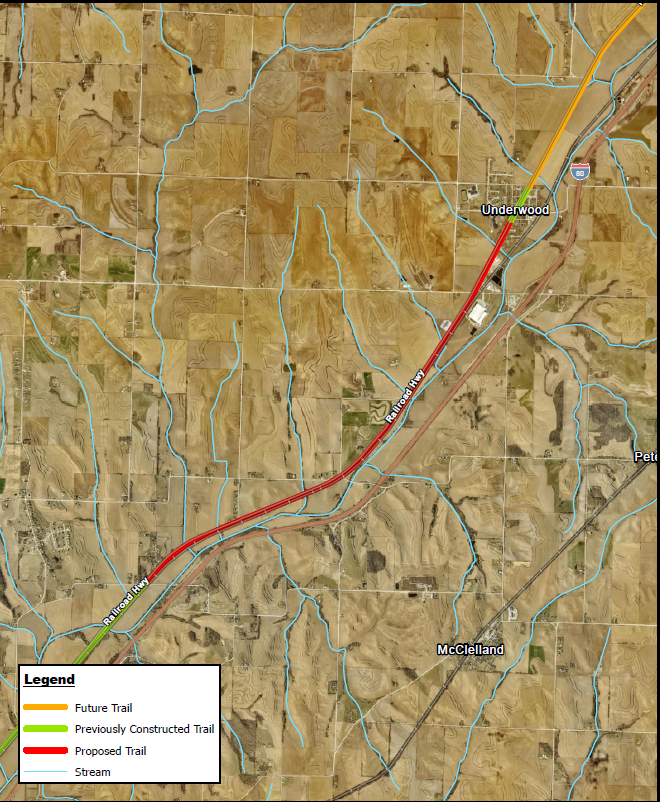 80
Underwood
Railroad Hwy
Pete
Railroad Hwy
McClelland
Legend
Future Trail
Previously Constructed Trail
Proposed Trail
Stream